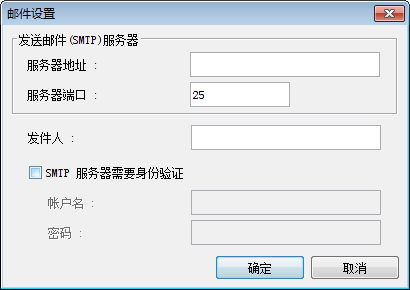 邮件设置
发送邮件(SMTP)服务器
服务器地址 :
服务器端口 : 25
发件人 :
SMTP 服务器需要身份验证
帐户名 :
密码 :
确定 取消